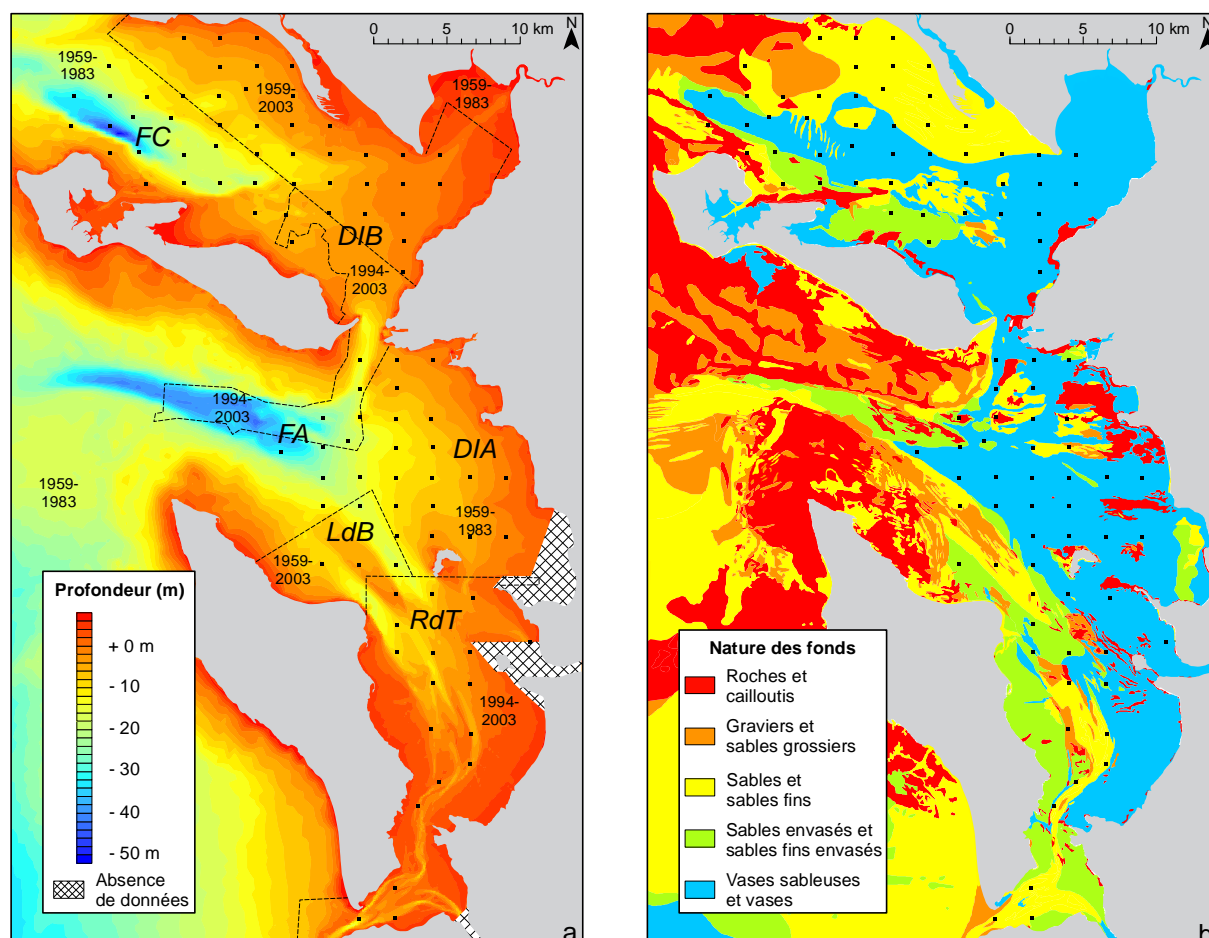 0 5 10 km
N
1959-
1983
FC
1959-
2003
1959-
1983
DIB
1994-
2003
1994-
2003
FA
DIA
1959-
1983
1959-
1983
LdB
1959-
2003
RdT
1994-
2003
Profondeur (m)
+ 0 m
- 10
- 20
- 30
- 40
- 50 m
Absence
de données
a
0 5 10 km
N
Nature des fonds
Roches et
cailloutis
Graviers et
sables grossiers
Sables et
sables fins
Sables envasés et
sables fins envasés
Vases sableuses
et vases
b